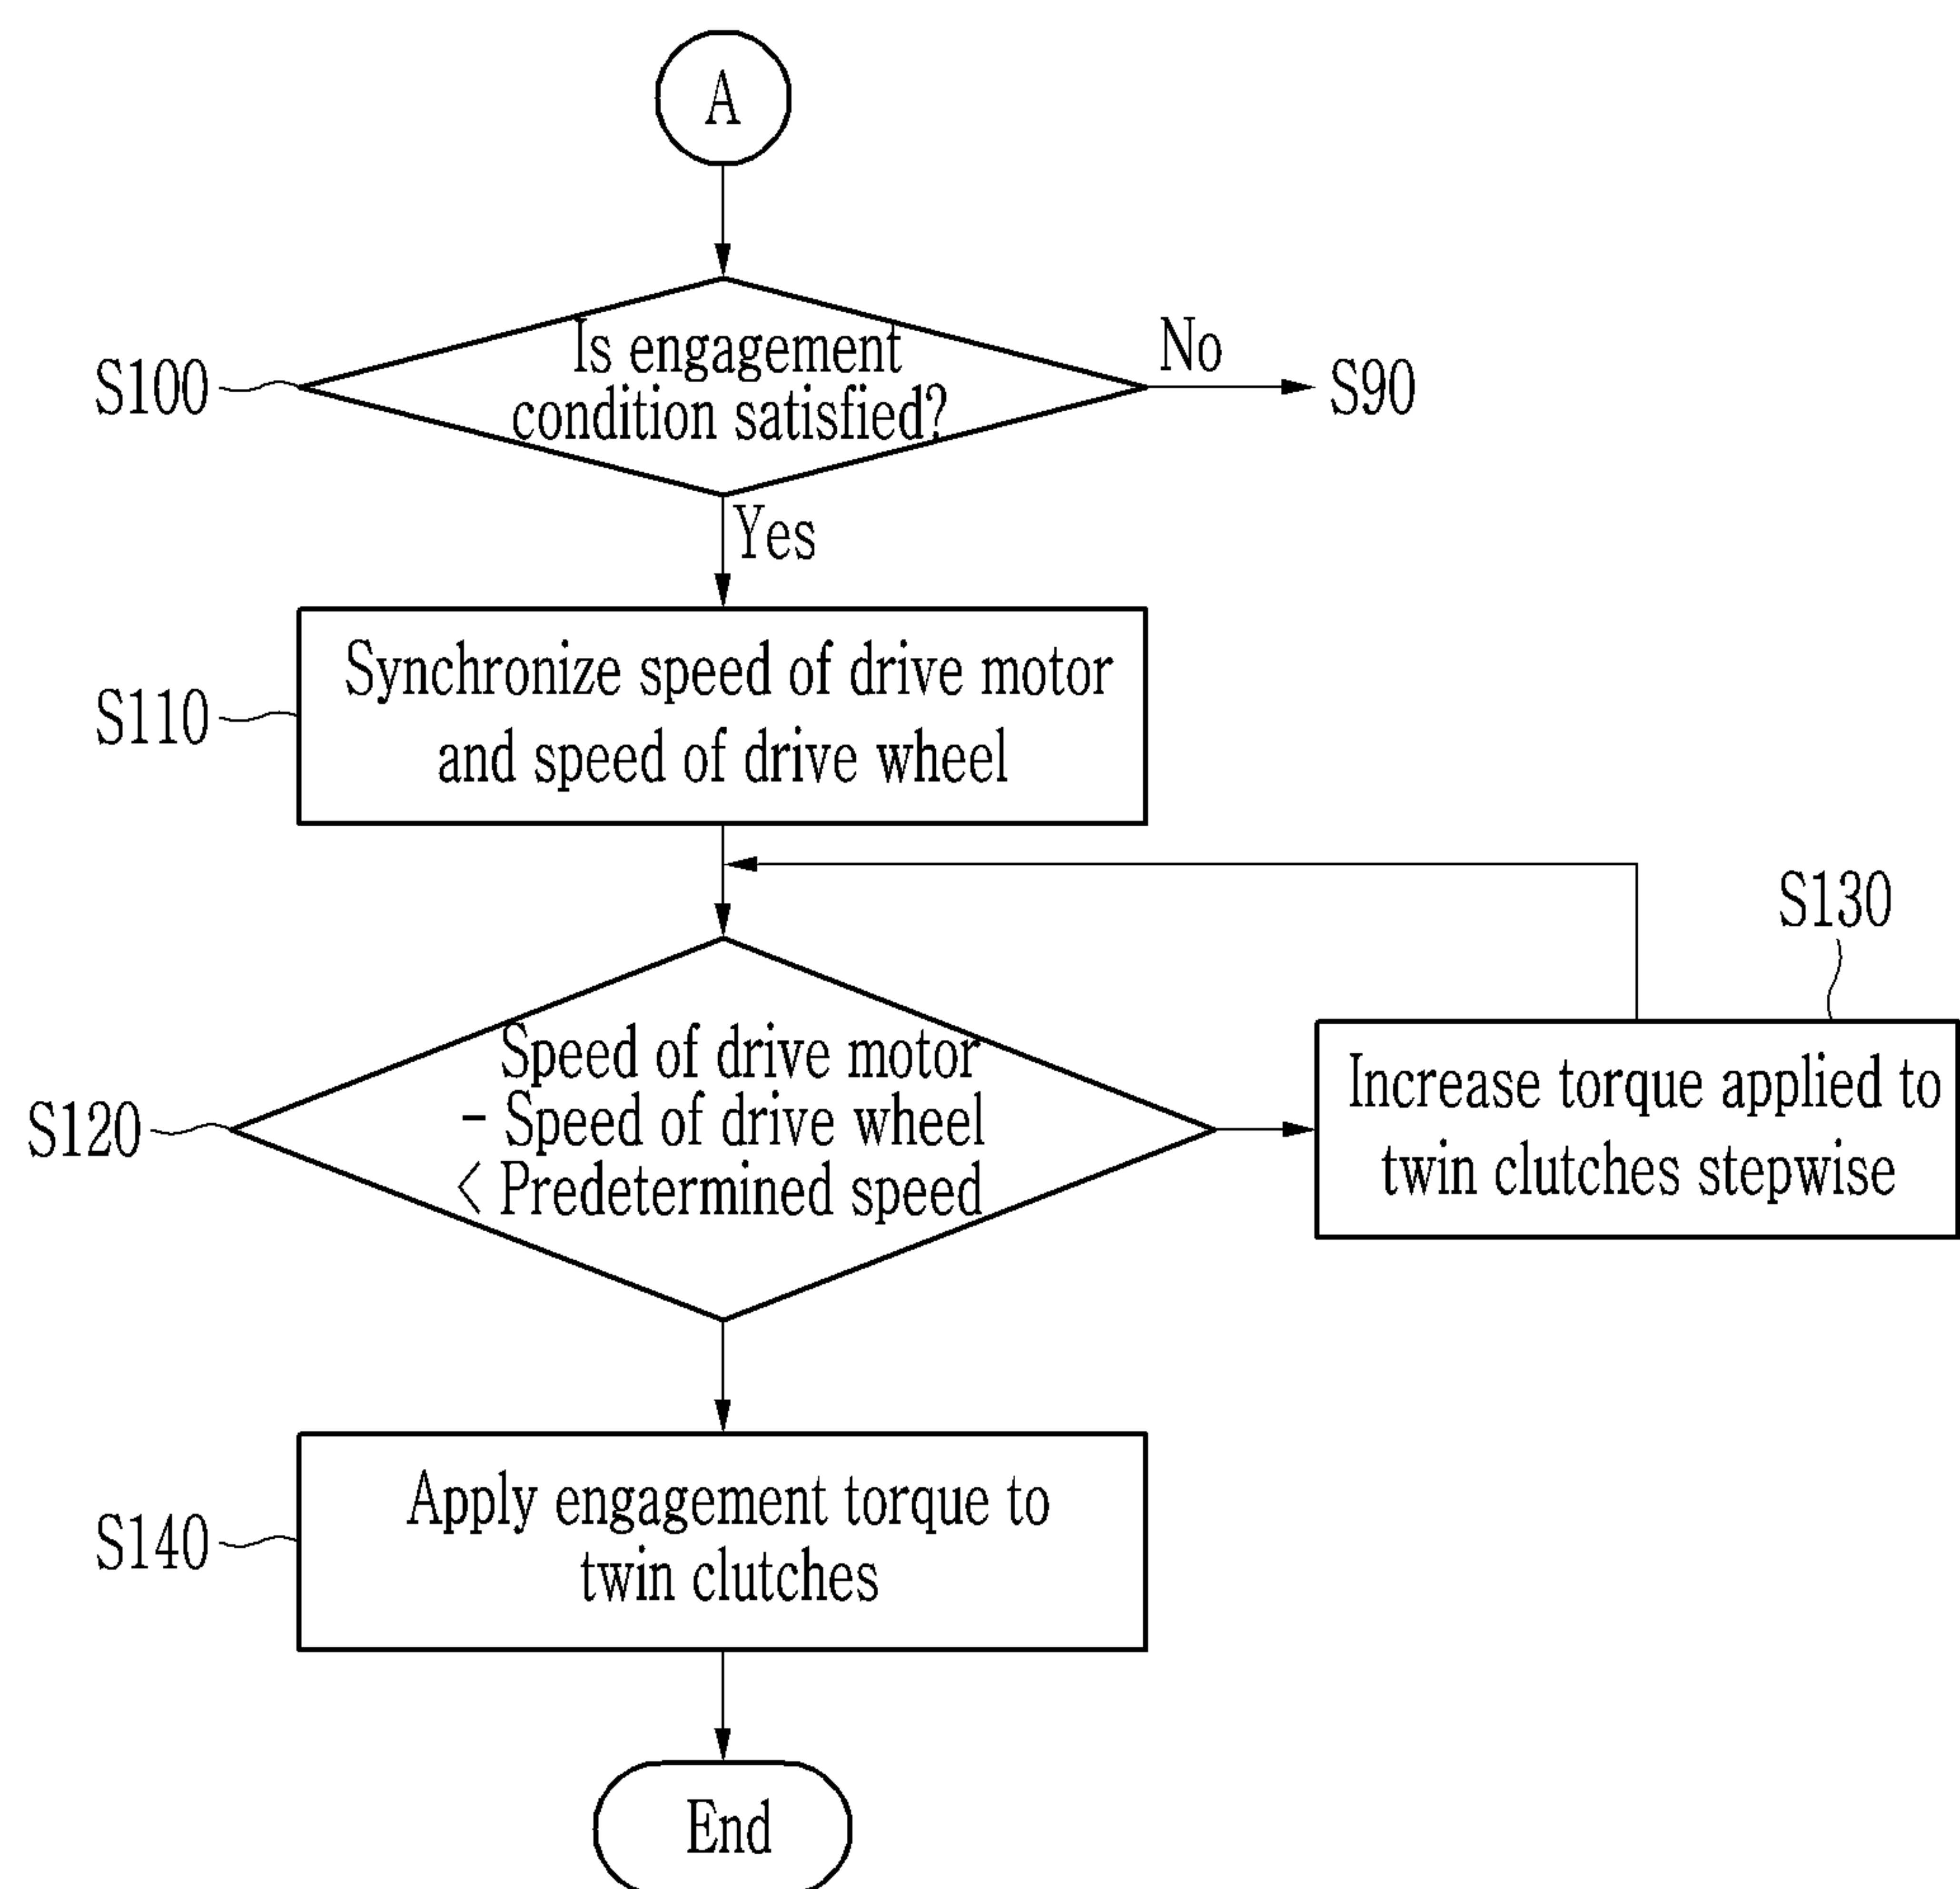 A
Is engagement
condition satisfied?
No
S90
S100
Yes
Synchronize speed of drive motor
and speed of drive wheel
S110
S130
Speed of drive motor
- Speed of drive wheel
< Predetermined speed
S120
Increase torque applied to
twin clutches stepwise
Apply engagement torque to
twin clutches
S140
End